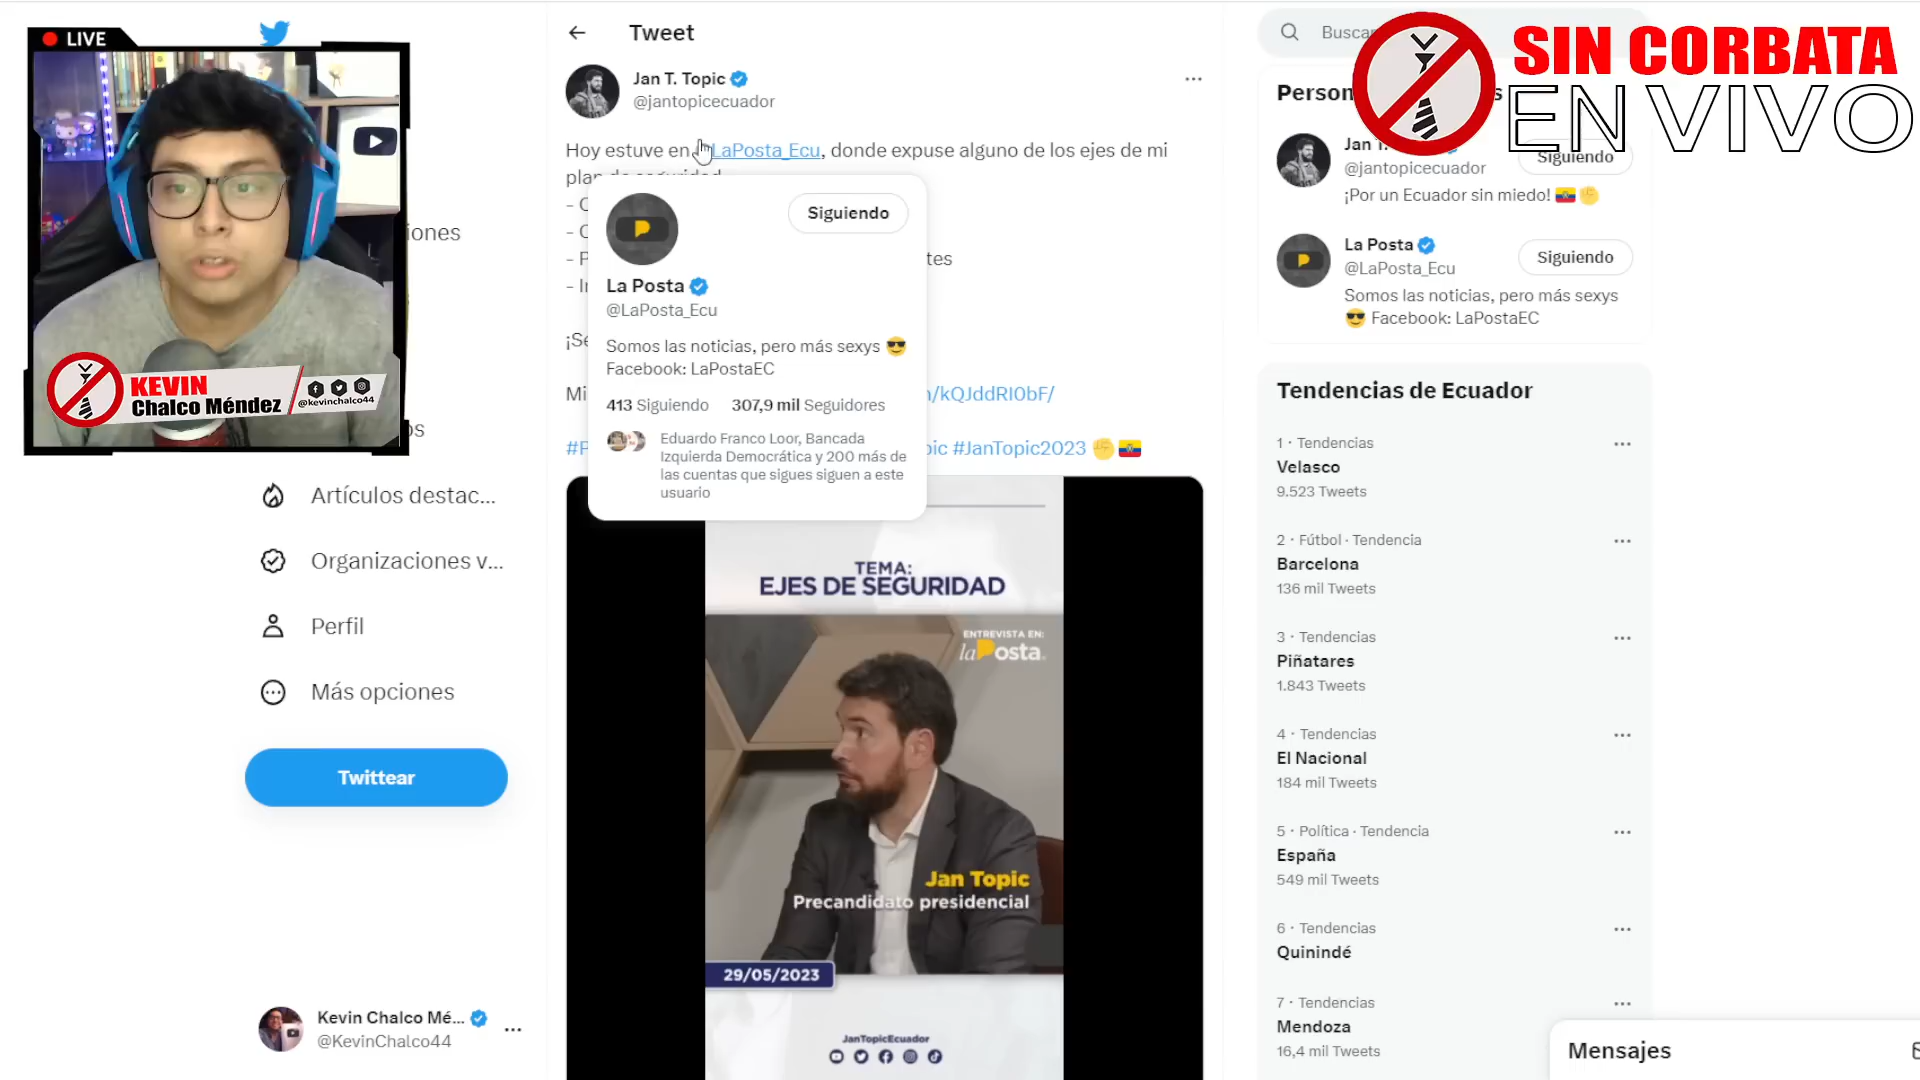 LIVE
KEVIN
Chalco Méndez
@kevinchalco44
iones
os
Artículos destac...
Organizaciones v...
Perfil
Más opciones
Twittear
Kevin Chalco Mé...
@KevinChalco44
Tweet
Jan T. Topic
@jantopicecuador
Hoy estuve en @LaPosta_Ecu, donde expuse alguno de los ejes de mi
plan de seguridad
- P
tes
- In
¡Se
Mi
n/kQJddRI0bF/
#P
pic #JanTopic2023
Siguiendo
La Posta
@LaPosta_Ecu
Somos las noticias, pero más sexys 😎
Facebook: LaPostaEC
413 Siguiendo 307,9 mil Seguidores
Eduardo Franco Loor, Bancada
Izquierda Democrática y 200 más de
las cuentas que sigues siguen a este
usuario
TEMA:
EJES DE SEGURIDAD
ENTREVISTA EN:
laPosta.
Jan Topic
Precandidato presidencial
29/05/2023
JanTopicEcuador
SIN CORBATA
EN VIVO
Busca
Person
s
Jan T.
@jantopicecuador
Siguiendo
¡Por un Ecuador sin miedo! 🇪🇨✊
La Posta
@LaPosta_Ecu
Siguiendo
Somos las noticias, pero más sexys
😎 Facebook: LaPostaEC
Tendencias de Ecuador
1 · Tendencias
Velasco
9.523 Tweets
2 · Fútbol · Tendencia
Barcelona
136 mil Tweets
3 · Tendencias
Piñatares
1.843 Tweets
4 · Tendencias
El Nacional
184 mil Tweets
5 · Política · Tendencia
España
549 mil Tweets
6 · Tendencias
Quinindé
7 · Tendencias
Mendoza
16,4 mil Tweets
Mensajes